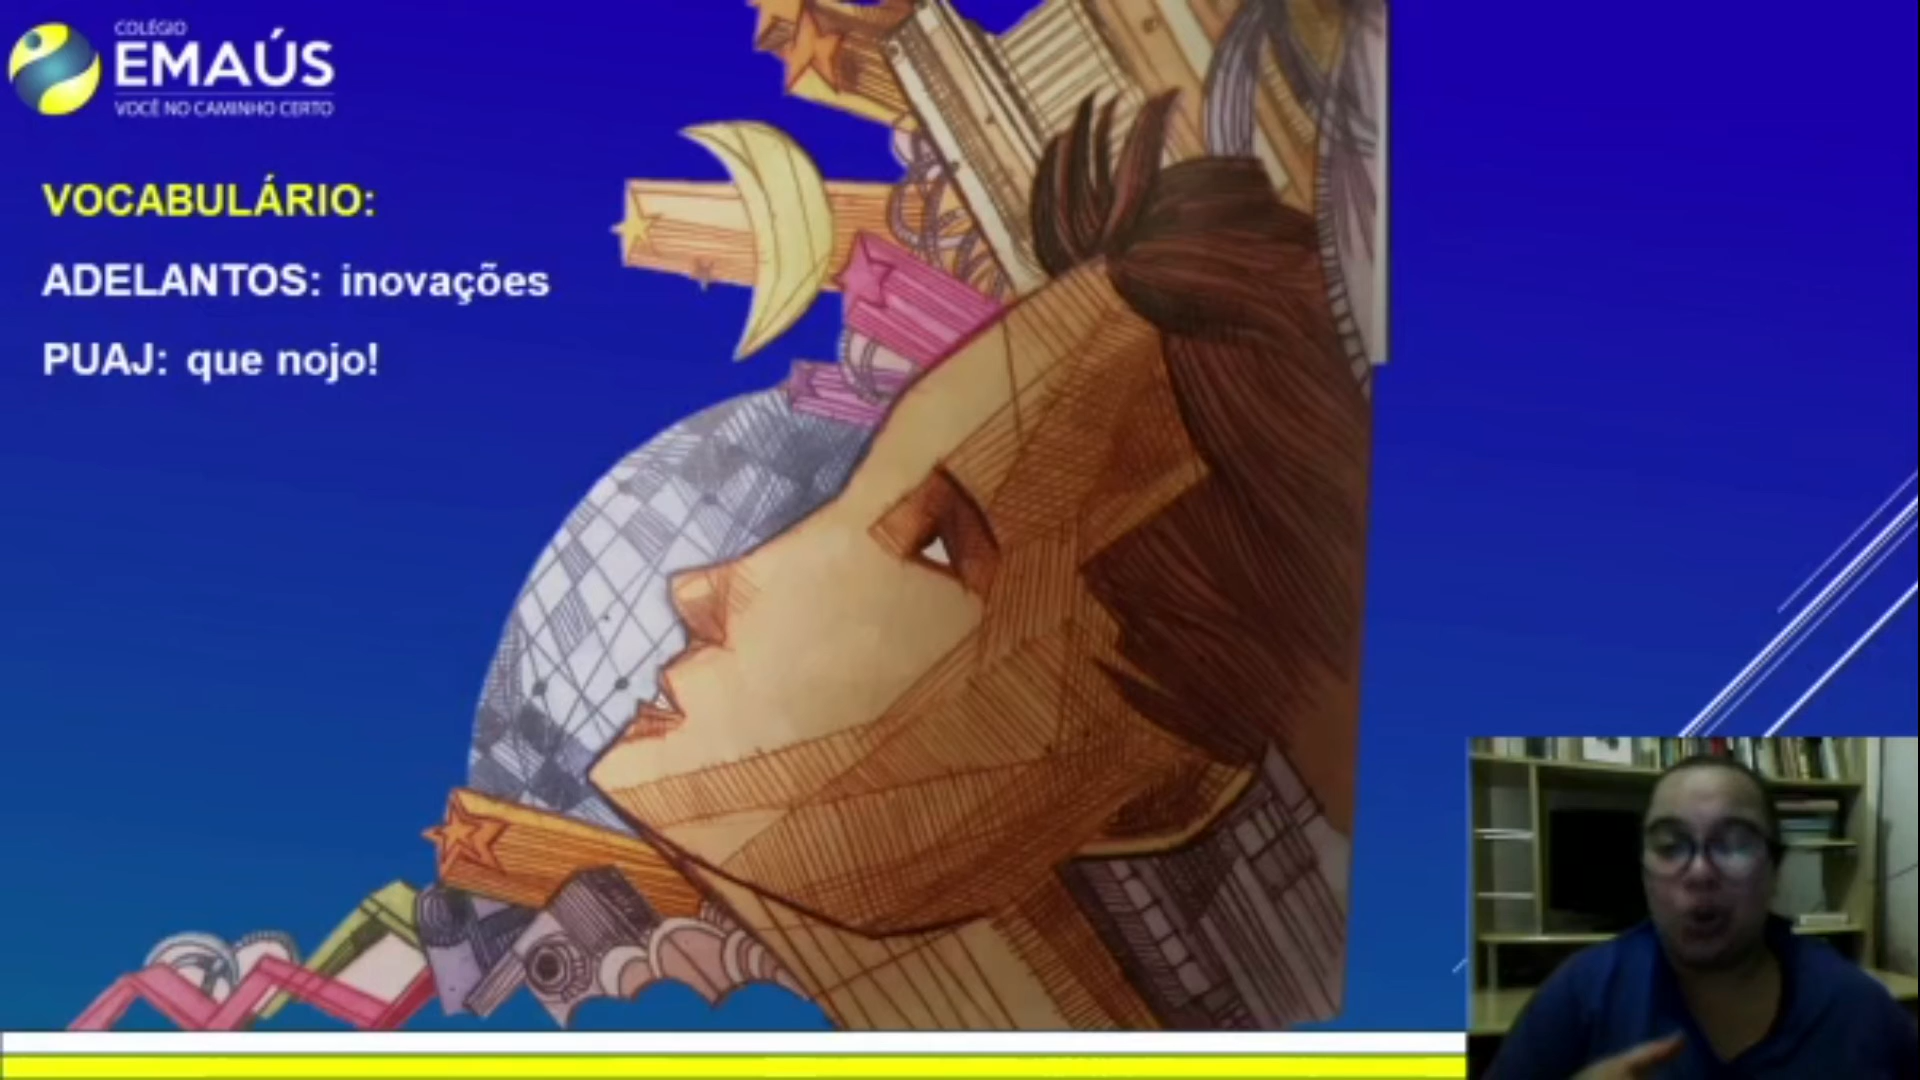 COLÉGIO
EMAÚS
VOCÊ NO CAMINHO CERTO
VOCABULÁRIO:
ADELANTOS: inovações
PUAJ: que nojo!